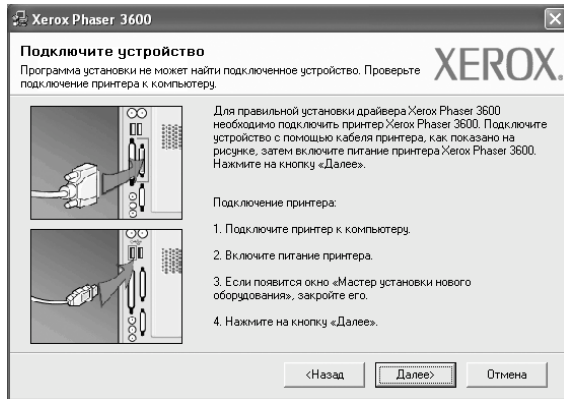 Xerox Phaser 3600
Подключите устройство
Программа установки не может найти подключенное устройство. Проверьте
подключение принтера к компьютеру.
XEROX.
Для правильной установки драйвера Xerox Phaser 3600
необходимо подключить принтер Xerox Phaser 3600. Подключите
устройство с помощью кабеля принтера, как показано на
рисунке, затем включите питание принтера Xerox Phaser 3600.
Нажмите на кнопку «Далее».
Подключение принтера:
1. Подключите принтер к компьютеру.
2. Включите питание принтера.
3. Если появится окно «Мастер установки нового
оборудования», закройте его.
4. Нажмите на кнопку «Далее».
<Назад
Далее>
Отмена